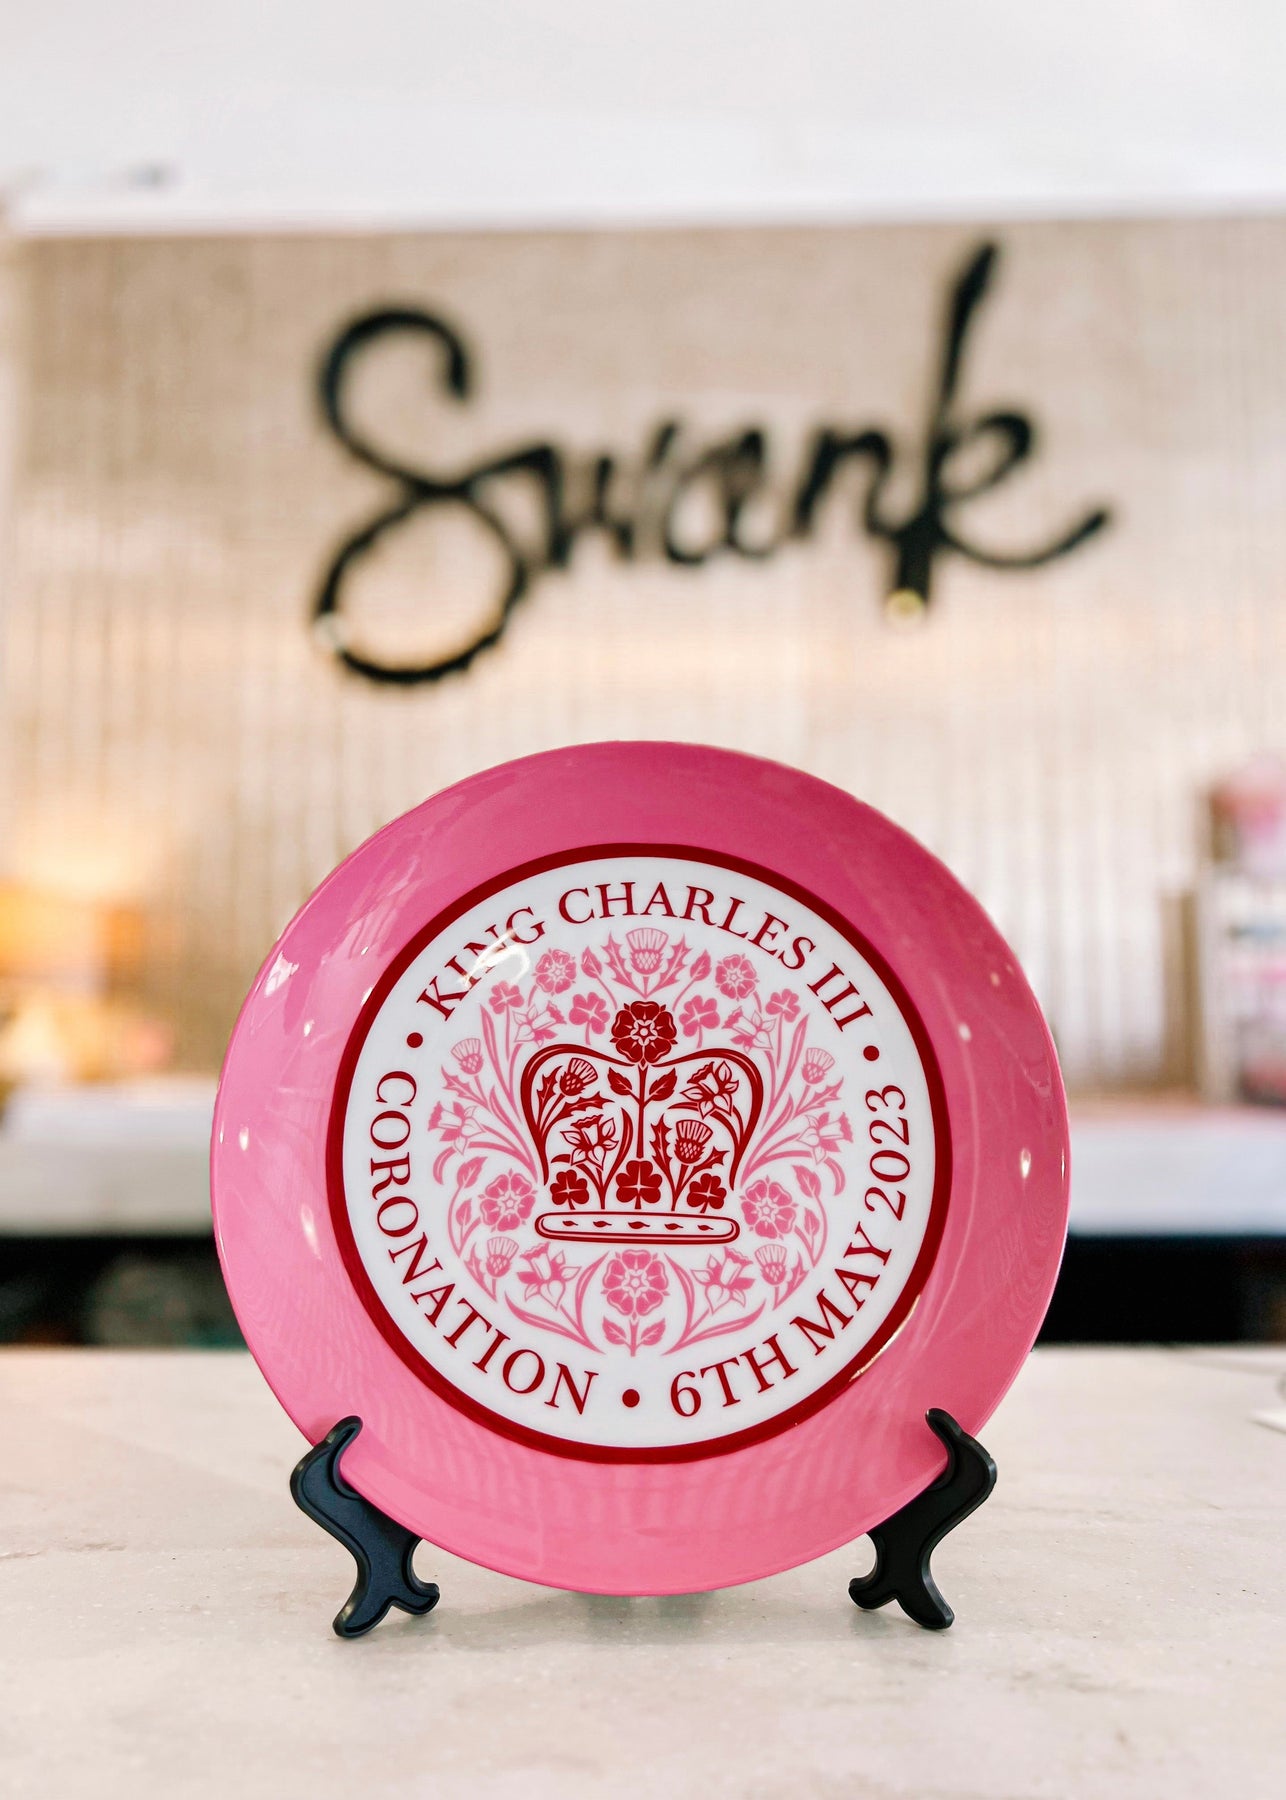 Swank
KING CHARLES III
CORONATION • 6TH MAY 2023